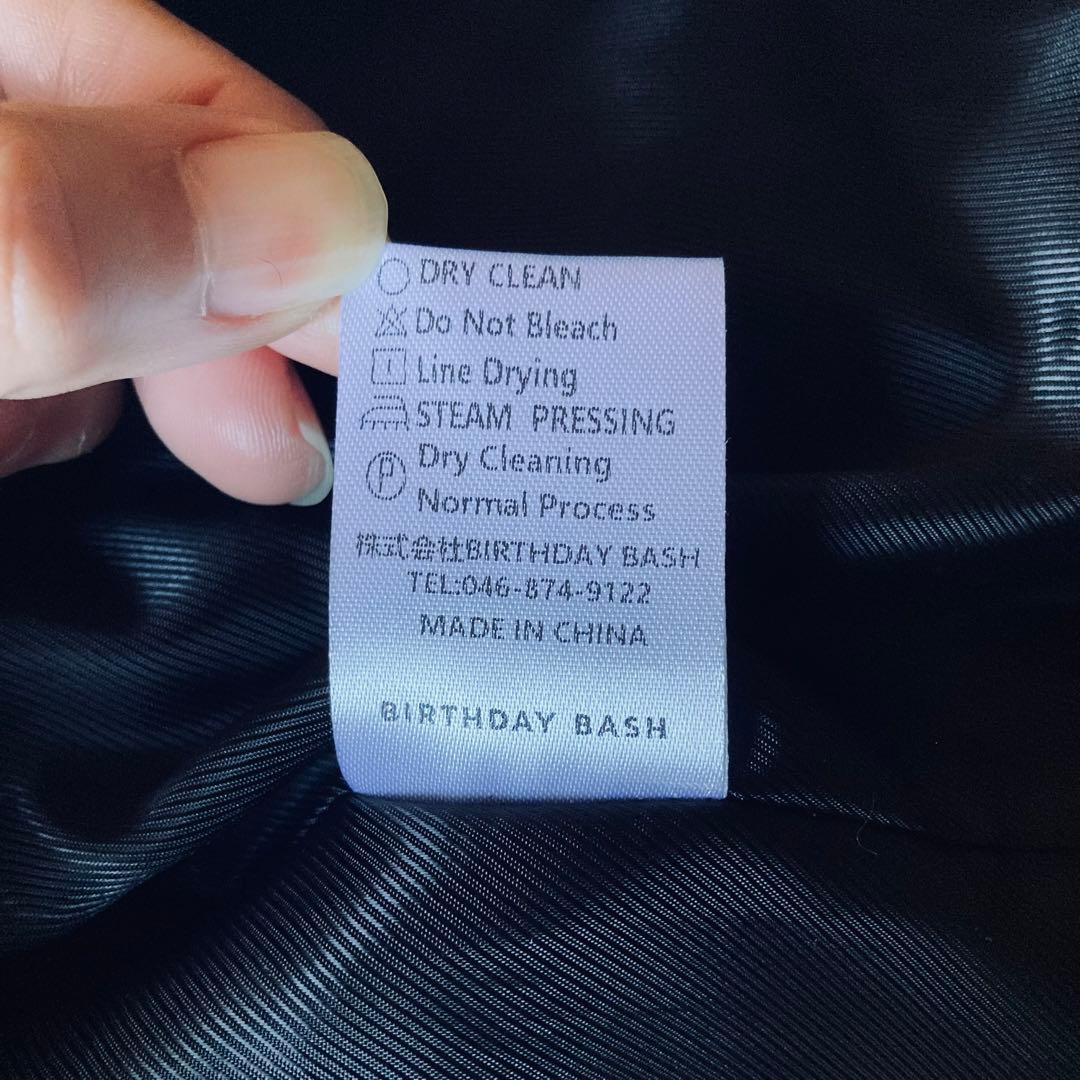 DRY CLEAN
Do Not Bleach
Line Drying
STEAM PRESSING
P Dry Cleaning
Normal Process
株式会社BIRTHDAY BASH
TEL:046-874-9122
MADE IN CHINA
BIRTHDAY BASH